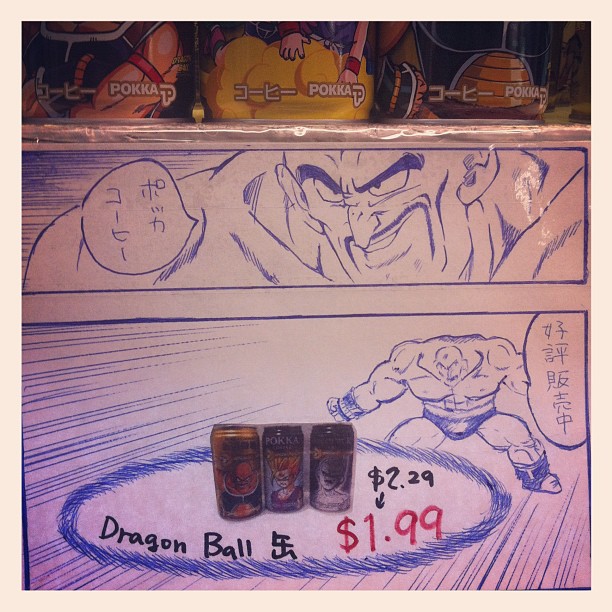 コーヒー POKKA
コーヒー POKKA
コーヒー POKKA
ポッカ
コーヒー
好評販売中
POKKA
$2.29
$1.99
Dragon Ball 缶